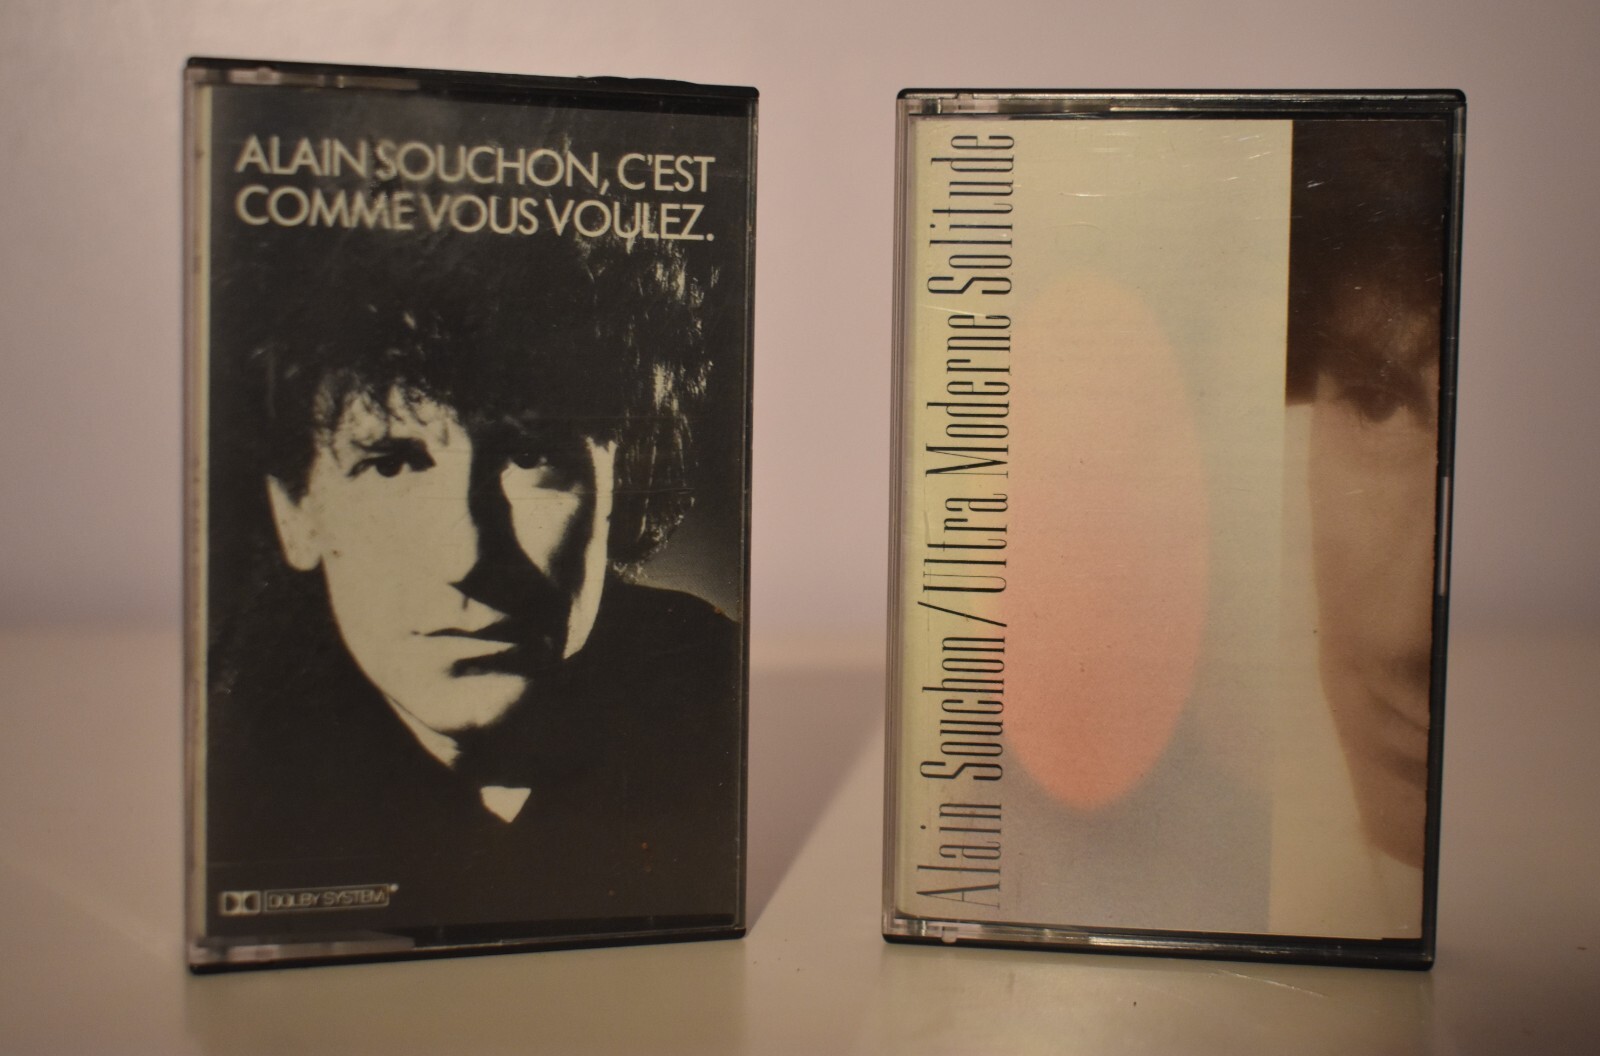 ALAIN SOUCHON, C'EST
COMME VOUS VOULEZ.
DOLBY SYSTEM
Alain Souchon/Ultra Moderne Solitude